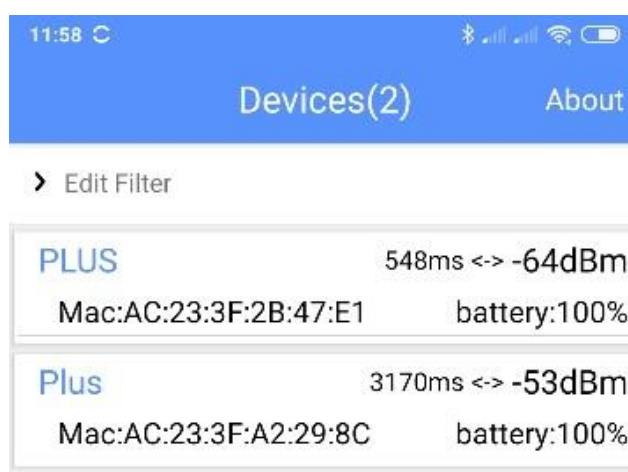 11:58
Devices(2) About
Edit Filter
PLUS 548ms <-> -64dBm
Mac:AC:23:3F:2B:47:E1 battery:100%
Plus 3170ms <-> -53dBm
Mac:AC:23:3F:A2:29:8C battery:100%